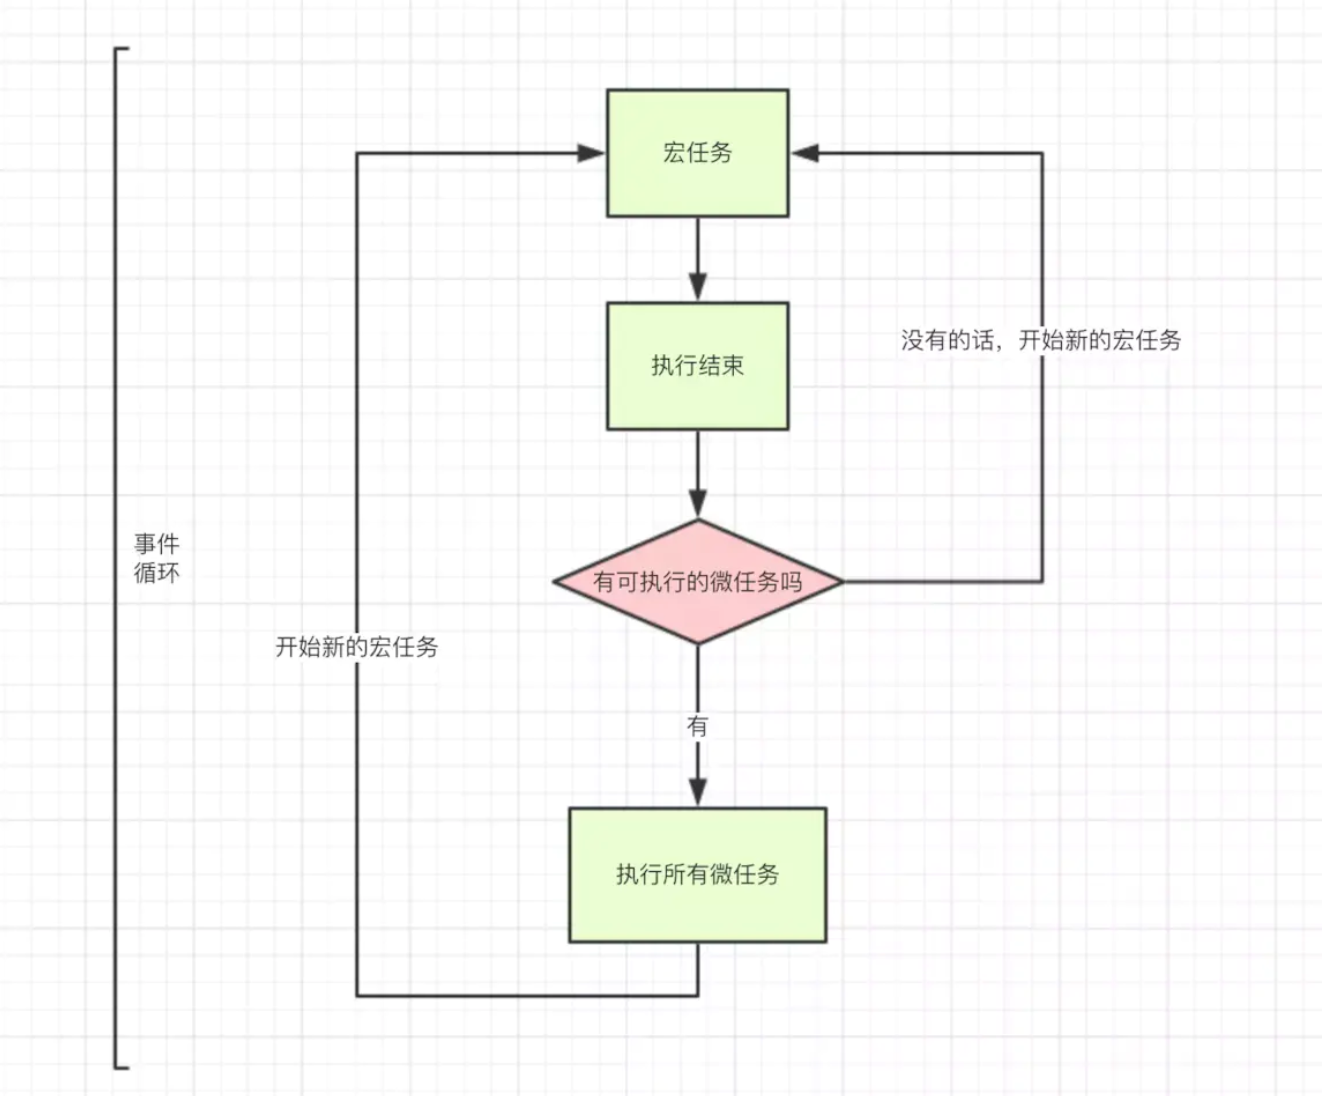 宏任务
执行结束
没有的话，开始新的宏任务
事件
循环
有可执行的微任务吗
开始新的宏任务
有
执行所有微任务